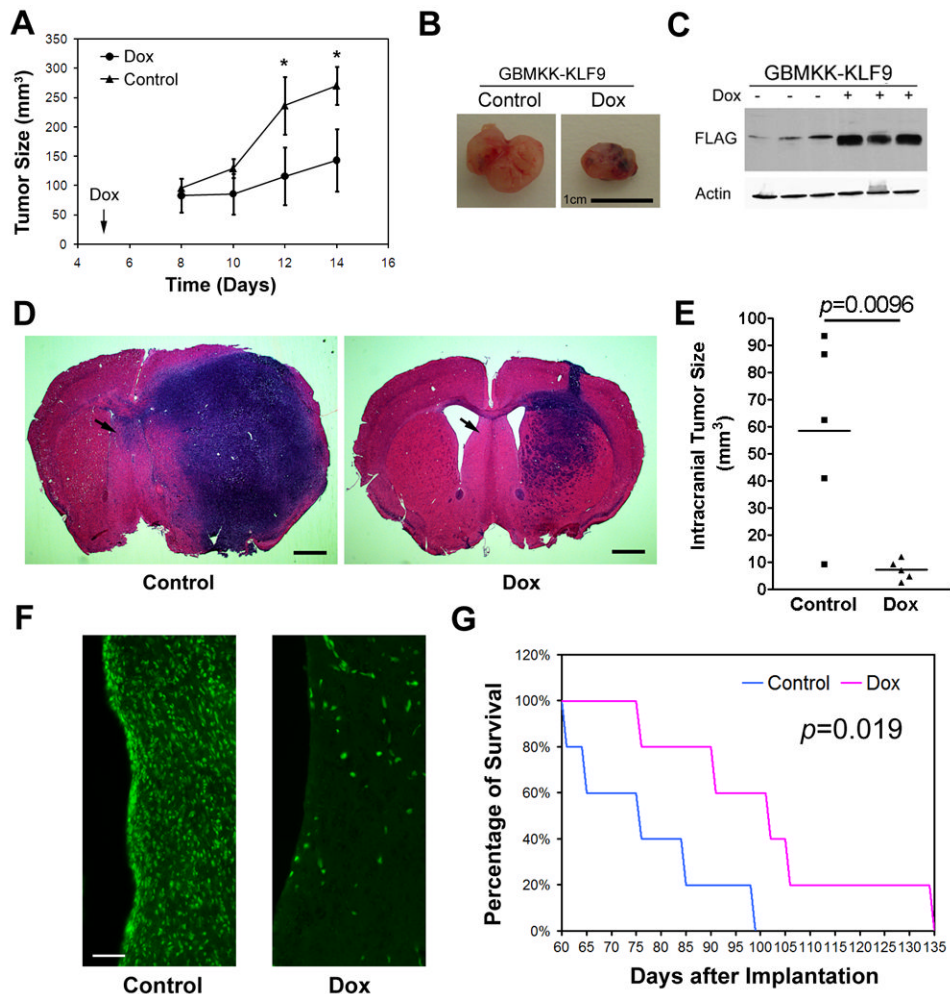 A
Tumor Size (mm³)
350
300
250
200
150
100
50
0
Dox
Control
*
*
Dox
4
6
8
10
12
14
16
Time (Days)
B
GBMKK-KLF9
Control
Dox
1cm
C
GBMKK-KLF9
Dox
-
-
-
+
+
+
FLAG
Actin
D
Control
Dox
E
p=0.0096
Intracranial Tumor Size
(mm³)
100
90
80
70
60
50
40
30
20
10
0
Control
Dox
F
Control
Dox
G
Percentage of Survival
120%
100%
80%
60%
40%
20%
0%
Control
Dox
p=0.019
60 65 70 75 80 85 90 95 100 105 110 115 120 125 130 135
Days after Implantation